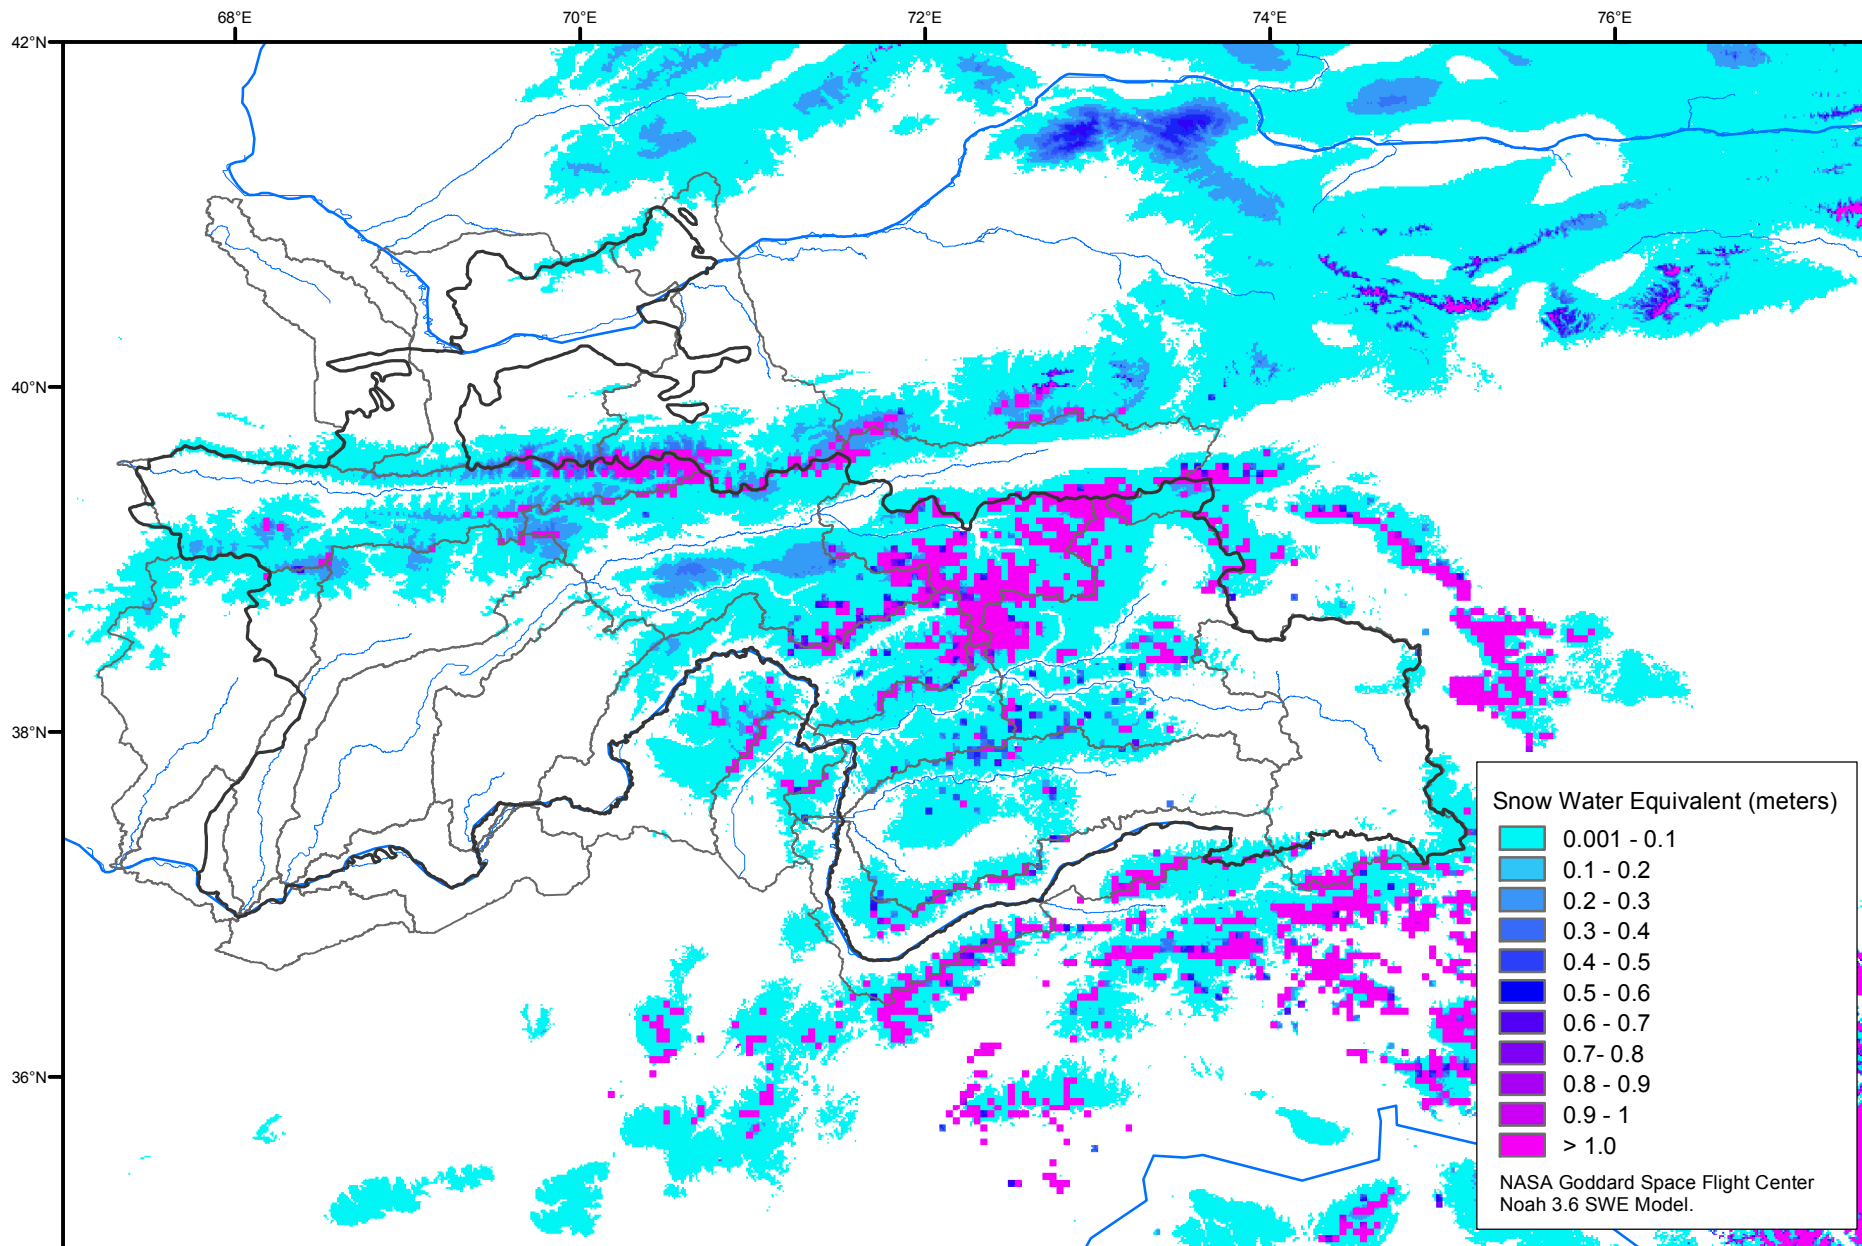 68°E 70°E 72°E 74°E 76°E
42°N
40°N
38°N
36°N
Snow Water Equivalent (meters)
0.001 - 0.1
0.1 - 0.2
0.2 - 0.3
0.3 - 0.4
0.4 - 0.5
0.5 - 0.6
0.6 - 0.7
0.7- 0.8
0.8 - 0.9
0.9 - 1
> 1.0
NASA Goddard Space Flight Center
Noah 3.6 SWE Model.